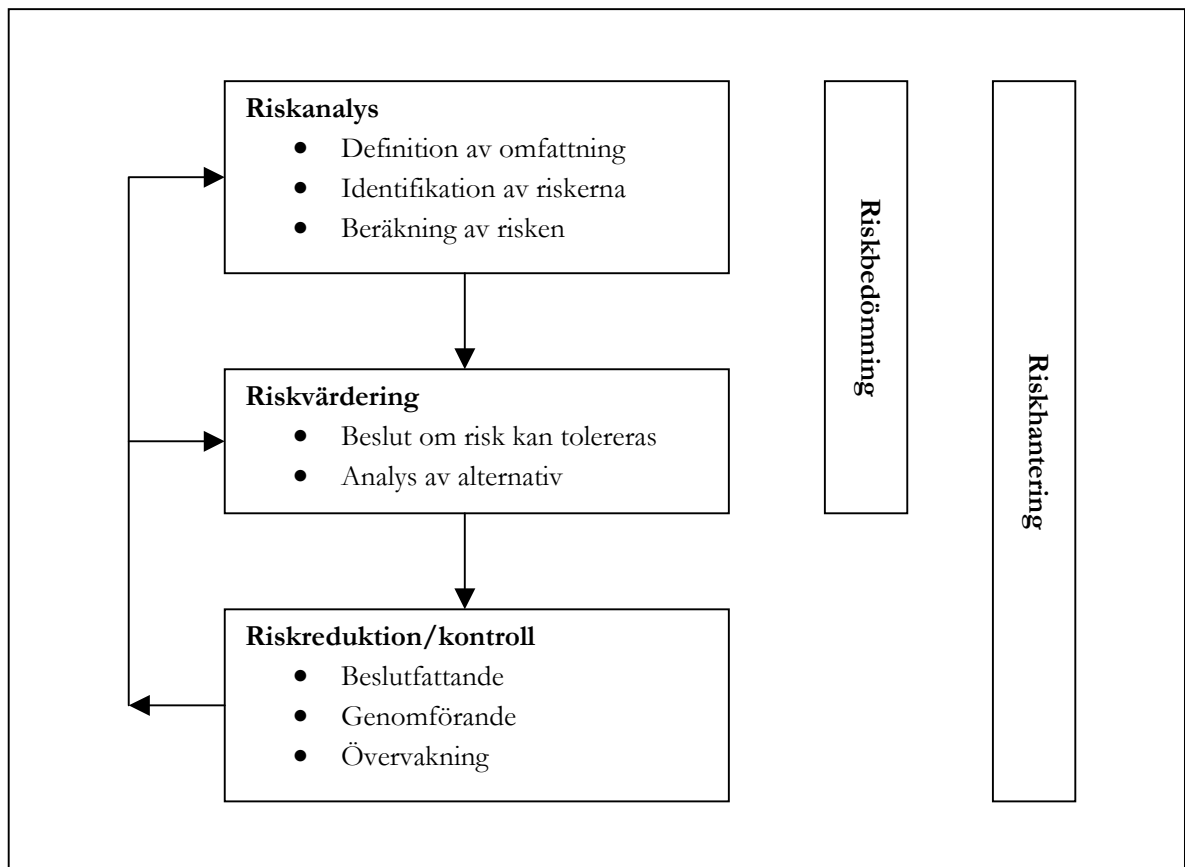 Riskanalys
• Definition av omfattning
• Identifikation av riskerna
• Beräkning av risken
Riskvärdering
• Beslut om risk kan tolereras
• Analys av alternativ
Riskreduktion/kontroll
• Beslutfattande
• Genomförande
• Övervakning
Riskbedömning
Riskhantering